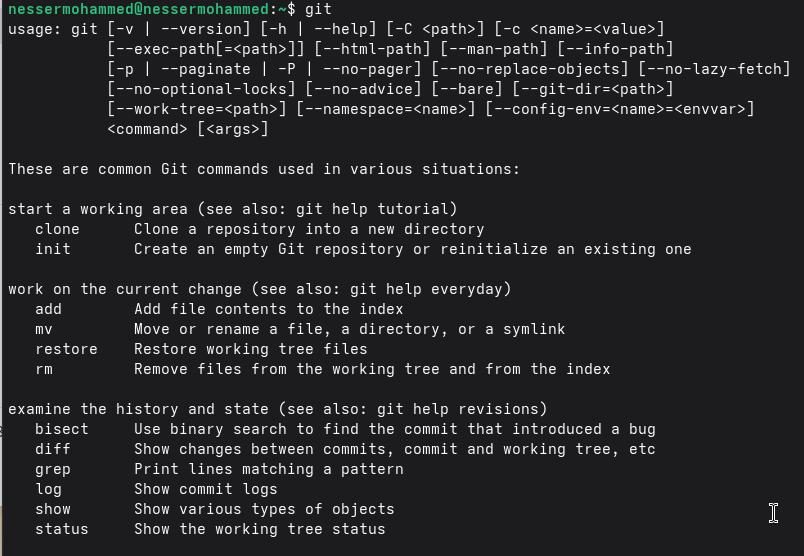 nessermohammed@nessermohammed:~$ git
usage: git [-v | --version] [-h | --help] [-C <path>] [-c <name>=<value>]
           [--exec-path[=<path>]] [--html-path] [--man-path] [--info-path]
           [-p | --paginate | -P | --no-pager] [--no-replace-objects] [--no-lazy-fetch]
           [--no-optional-locks] [--no-advice] [--bare] [--git-dir=<path>]
           [--work-tree=<path>] [--namespace=<name>] [--config-env=<name>=<envvar>]
           <command> [<args>]

These are common Git commands used in various situations:

start a working area (see also: git help tutorial)
   clone      Clone a repository into a new directory
   init       Create an empty Git repository or reinitialize an existing one

work on the current change (see also: git help everyday)
   add        Add file contents to the index
   mv         Move or rename a file, a directory, or a symlink
   restore    Restore working tree files
   rm         Remove files from the working tree and from the index

examine the history and state (see also: git help revisions)
   bisect     Use binary search to find the commit that introduced a bug
   diff       Show changes between commits, commit and working tree, etc
   grep       Print lines matching a pattern
   log        Show commit logs
   show       Show various types of objects
   status     Show the working tree status